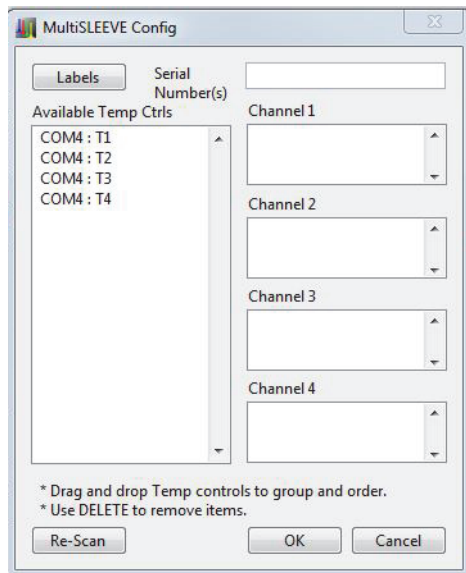 MultiSLEEVE Config
Labels
Serial
Number(s)
Available Temp Ctrls
COM4 : T1
COM4 : T2
COM4 : T3
COM4 : T4
Channel 1
Channel 2
Channel 3
Channel 4
* Drag and drop Temp controls to group and order.
* Use DELETE to remove items.
Re-Scan
OK
Cancel